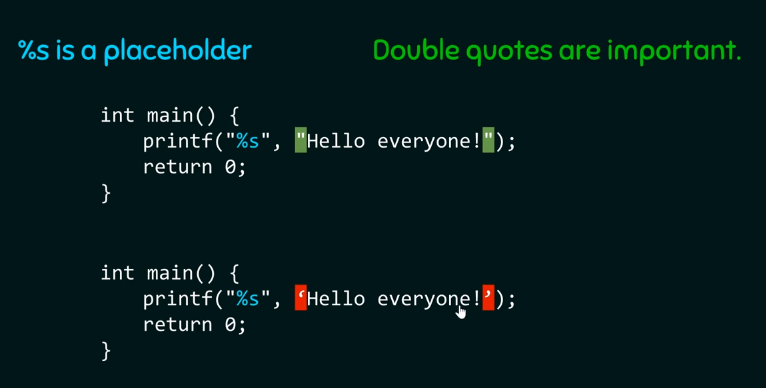 %s is a placeholder
Double quotes are important.
int main() {
printf("%s", "Hello everyone!");
return 0;
}
int main() {
printf("%s", ‘Hello everyone!’);
return 0;
}